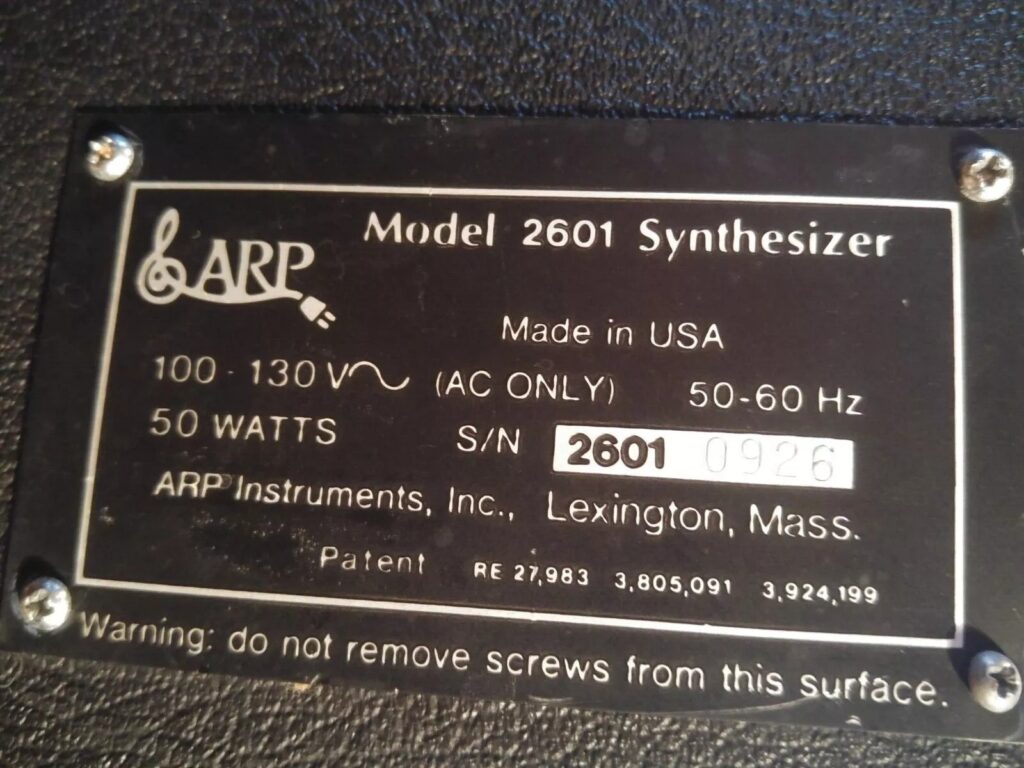 ARP Model 2601 Synthesizer
Made in USA
100 - 130 V~ (AC ONLY) 50-60 Hz
50 WATTS S/N 2601 0926
ARP Instruments, Inc., Lexington, Mass.
Patent RE 27,983 3,805,091 3,924,199
Warning: do not remove screws from this surface.